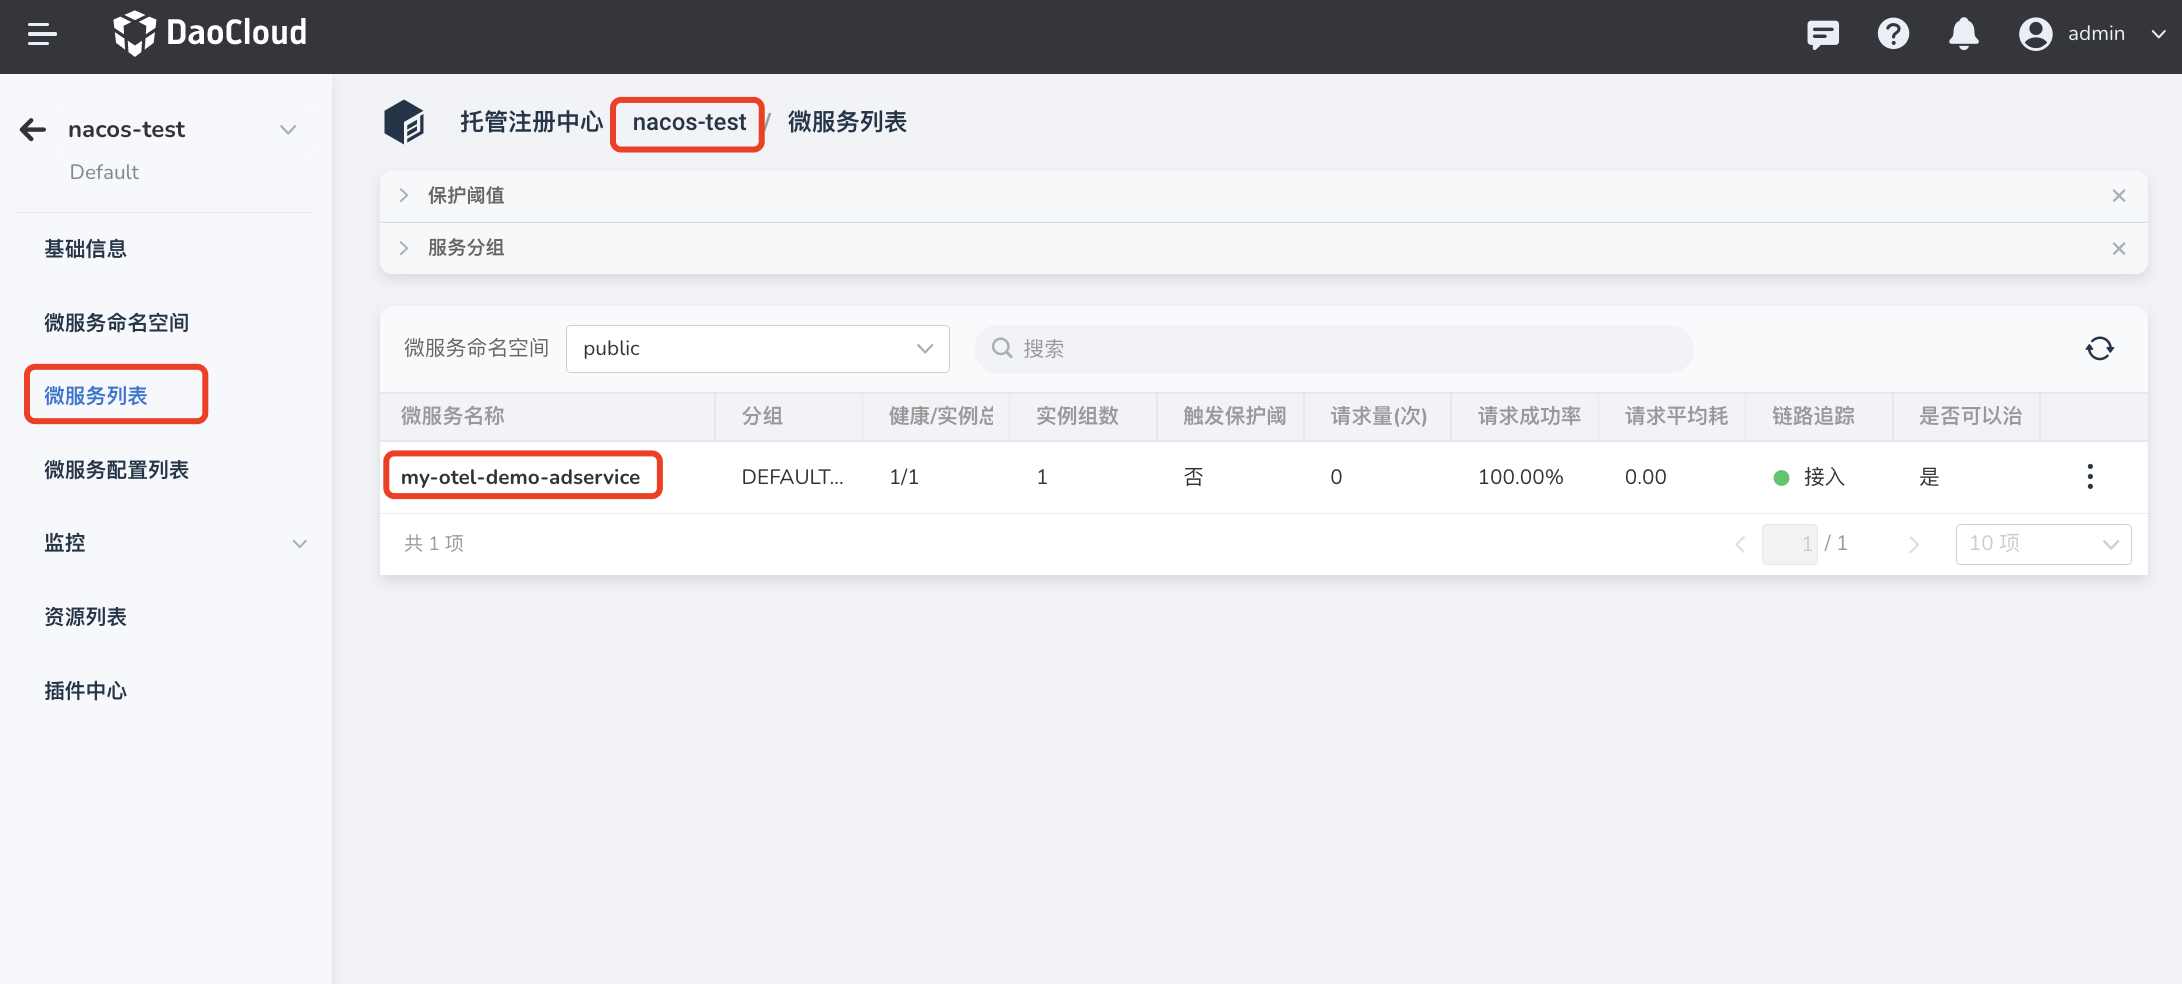 DaoCloud
admin
nacos-test
Default
基础信息
微服务命名空间
微服务列表
微服务配置列表
监控
资源列表
插件中心
托管注册中心 nacos-test / 微服务列表
保护阈值
服务分组
微服务命名空间 public 搜索
微服务名称 分组 健康/实例总 实例组数 触发保护阈 请求量(次) 请求成功率 请求平均耗 链路追踪 是否可以治
my-otel-demo-adservice DEFAULT... 1/1 1 否 0 100.00% 0.00 接入 是
共 1 项 1 / 1 10 项